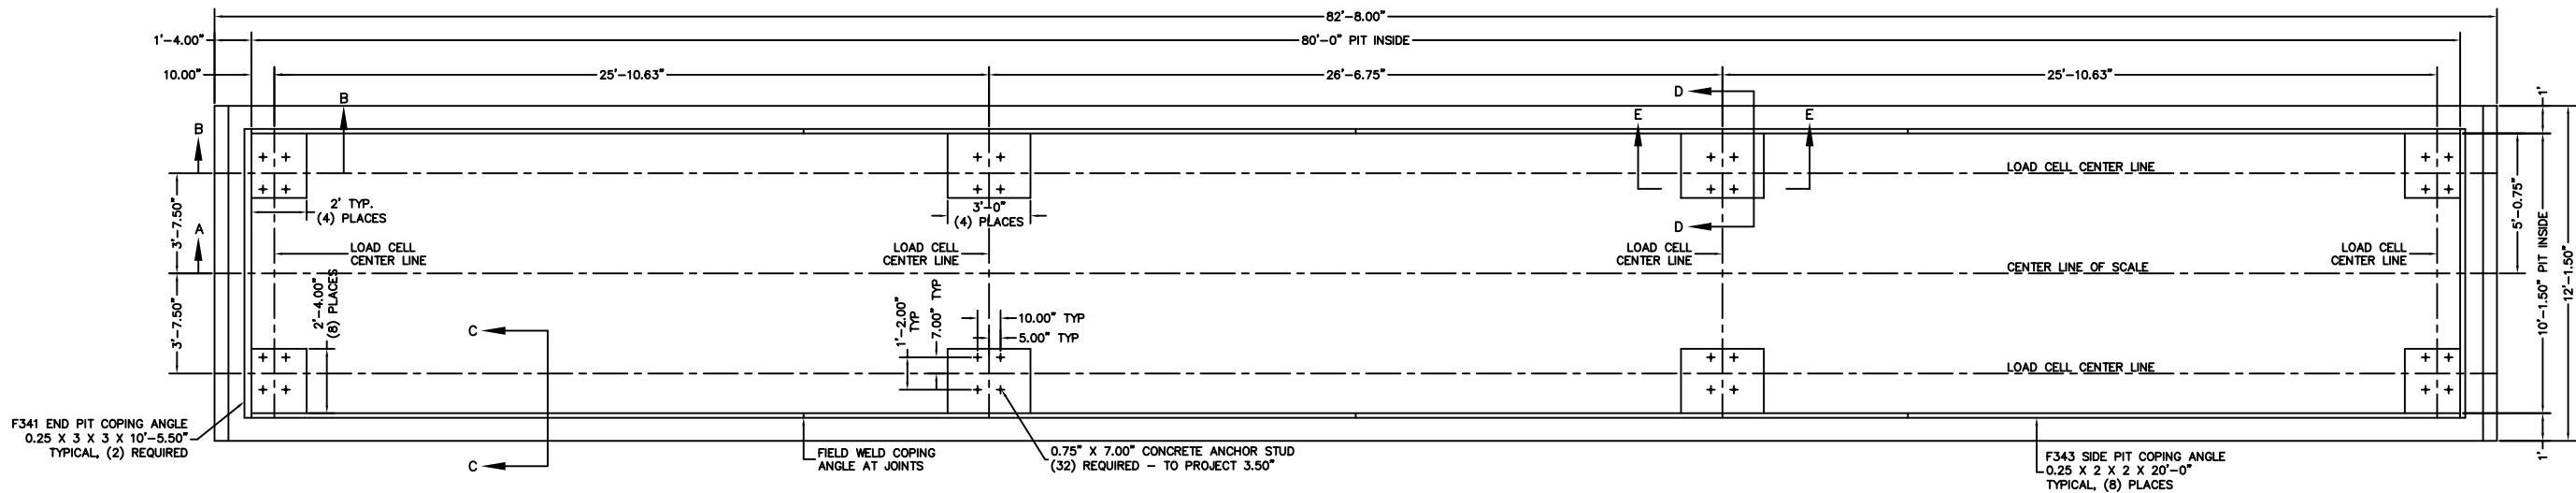 82'-8.00"
1'-4.00"
80'-0" PIT INSIDE
10.00"
25'-10.63"
26'-6.75"
25'-10.63"
B
D
1'
E
E
B
LOAD CELL CENTER LINE
2' TYP.
(4) PLACES
3'-0"
(4) PLACES
3'-7.50"
5'-0.75"
A
D
LOAD CELL
CENTER LINE
LOAD CELL
CENTER LINE
LOAD CELL
CENTER LINE
LOAD CELL
CENTER LINE
CENTER LINE OF SCALE
10'-1.50" PIT INSIDE
12'-1.50"
2'-4.00"
(8) PLACES
3'-7.50"
1'-2.00"
TYP
7.00" TYP
10.00" TYP
5.00" TYP
C
LOAD CELL CENTER LINE
F341 END PIT COPING ANGLE
0.25 X 3 X 3 X 10'-5.50"
TYPICAL, (2) REQUIRED
C
FIELD WELD COPING
ANGLE AT JOINTS
0.75" X 7.00" CONCRETE ANCHOR STUD
(32) REQUIRED - TO PROJECT 3.50"
F343 SIDE PIT COPING ANGLE
0.25 X 2 X 2 X 20'-0"
TYPICAL, (8) PLACES
1'